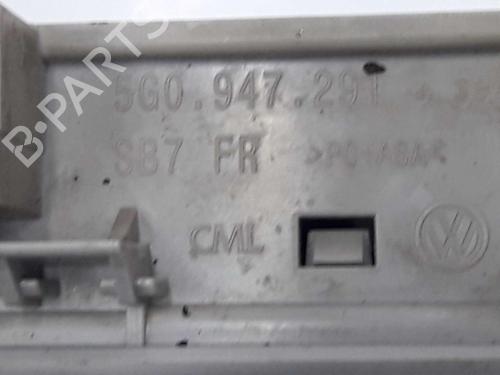 5G0.947.291
SB7 FR >PC+ASA<
CML
B-PARTS